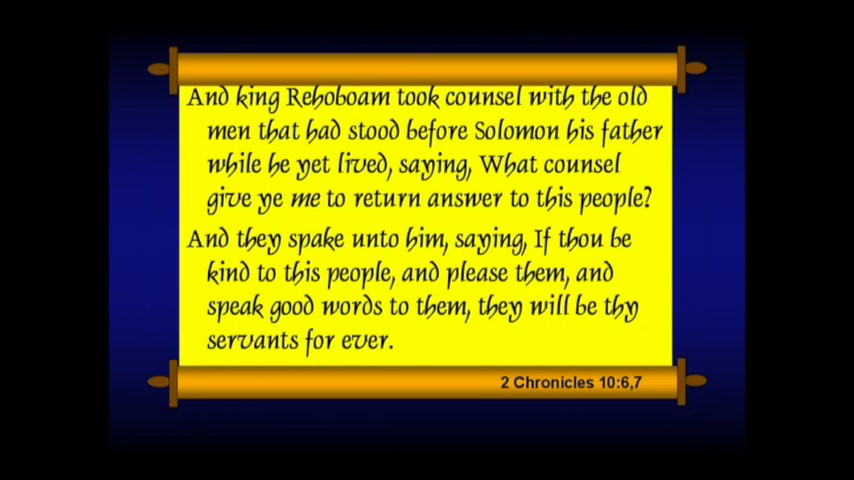 And king Rehoboam took counsel with the old
men that had stood before Solomon his father
while he yet lived, saying, What counsel
give ye me to return answer to this people?
And they spake unto him, saying, If thou be
kind to this people, and please them, and
speak good words to them, they will be thy
servants for ever.
2 Chronicles 10:6,7